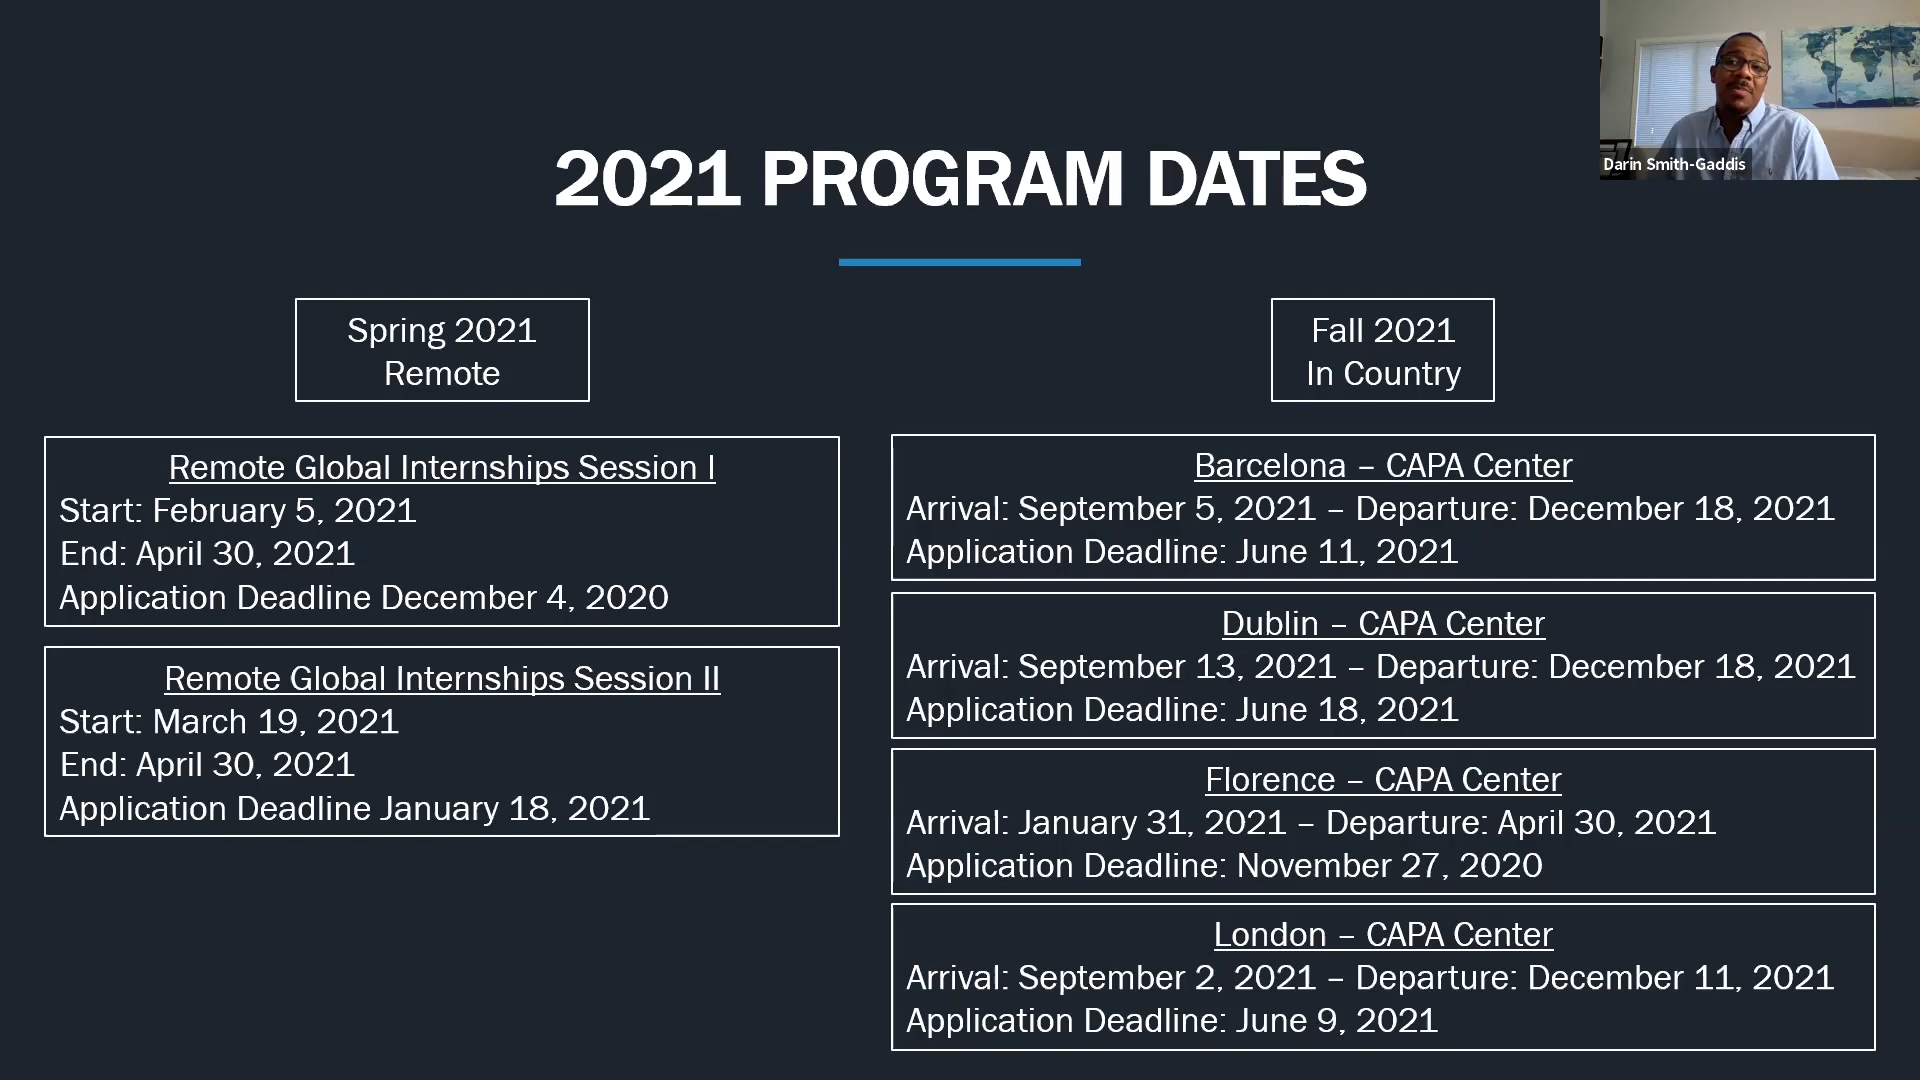 Darin Smith-Gaddis
2021 PROGRAM DATES
Spring 2021
Remote
Remote Global Internships Session I
Start: February 5, 2021
End: April 30, 2021
Application Deadline December 4, 2020
Remote Global Internships Session II
Start: March 19, 2021
End: April 30, 2021
Application Deadline January 18, 2021
Fall 2021
In Country
Barcelona – CAPA Center
Arrival: September 5, 2021 – Departure: December 18, 2021
Application Deadline: June 11, 2021
Dublin – CAPA Center
Arrival: September 13, 2021 – Departure: December 18, 2021
Application Deadline: June 18, 2021
Florence – CAPA Center
Arrival: January 31, 2021 – Departure: April 30, 2021
Application Deadline: November 27, 2020
London – CAPA Center
Arrival: September 2, 2021 – Departure: December 11, 2021
Application Deadline: June 9, 2021